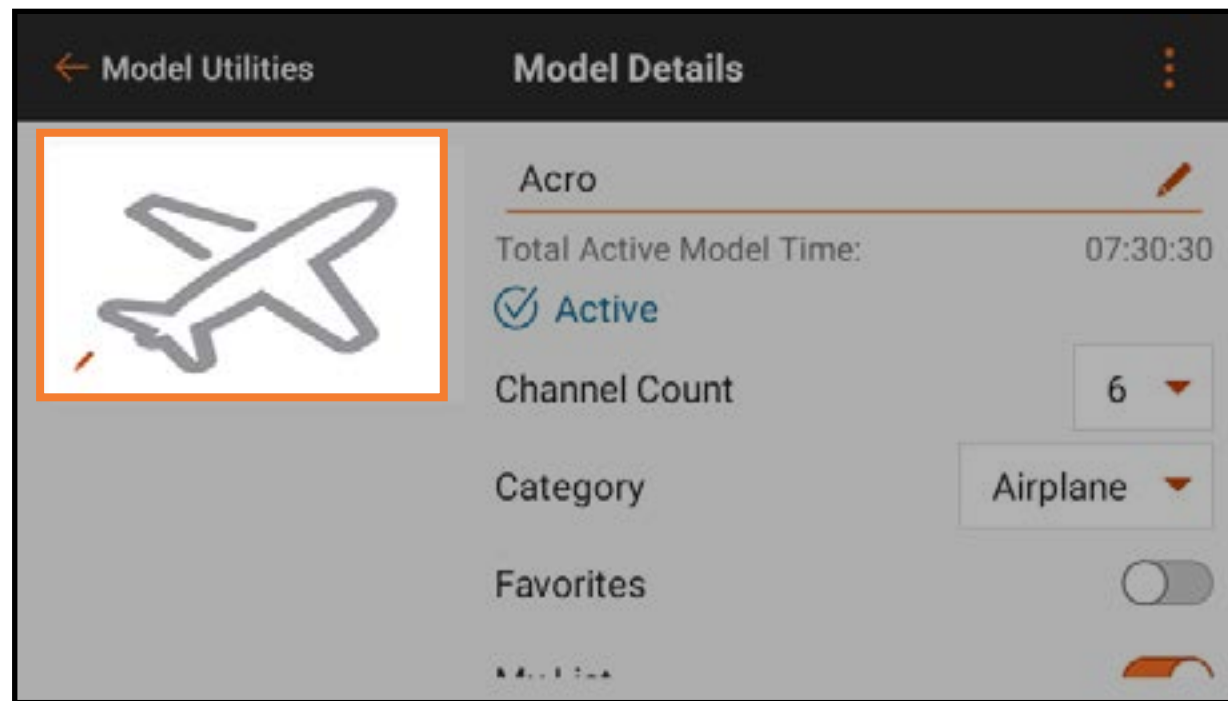 Model Utilities
Model Details
Acro
Total Active Model Time: 07:30:30
Active
Channel Count 6
Category Airplane
Favorites